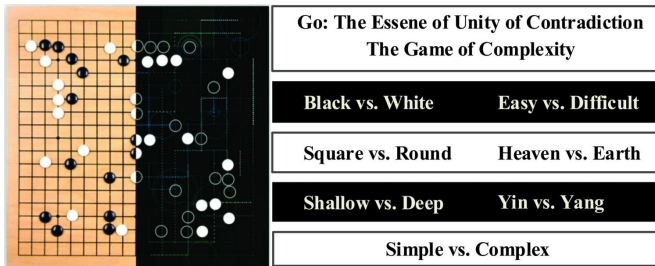 Go: The Essene of Unity of Contradiction
The Game of Complexity
Black vs. White Easy vs. Difficult
Square vs. Round Heaven vs. Earth
Shallow vs. Deep Yin vs. Yang
Simple vs. Complex